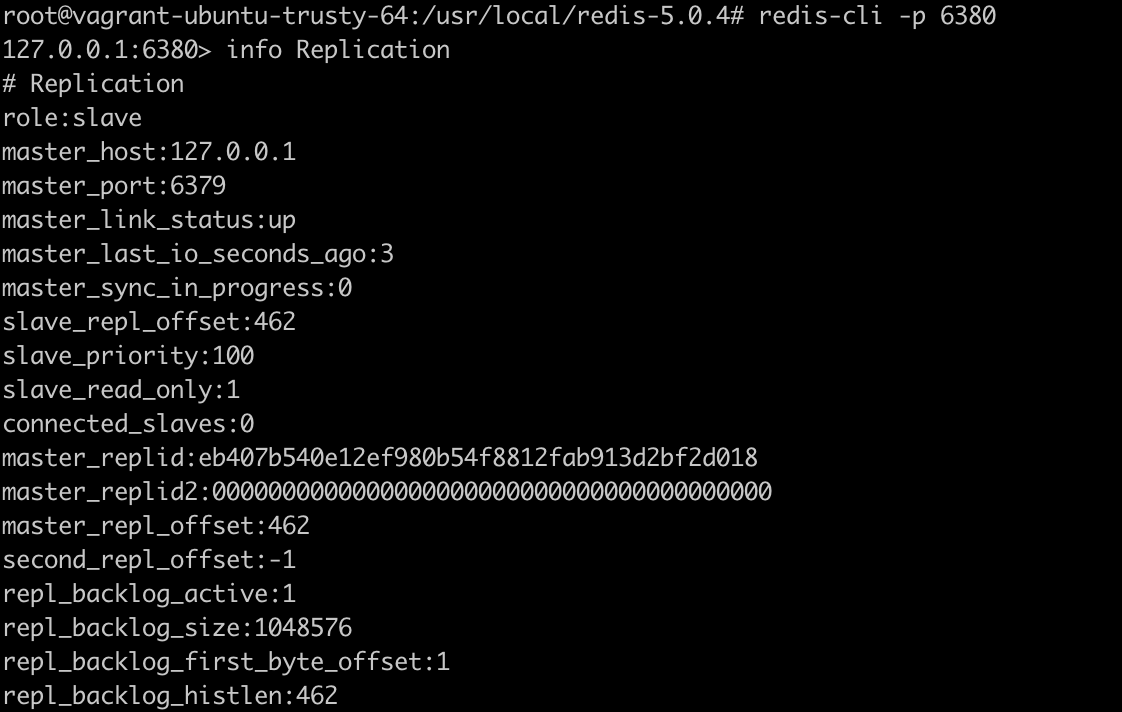 root@vagrant-ubuntu-trusty-64:/usr/local/redis-5.0.4# redis-cli -p 6380
127.0.0.1:6380> info Replication
# Replication
role:slave
master_host:127.0.0.1
master_port:6379
master_link_status:up
master_last_io_seconds_ago:3
master_sync_in_progress:0
slave_repl_offset:462
slave_priority:100
slave_read_only:1
connected_slaves:0
master_replid:eb407b540e12ef980b54f8812fab913d2bf2d018
master_replid2:0000000000000000000000000000000000000000
master_repl_offset:462
second_repl_offset:-1
repl_backlog_active:1
repl_backlog_size:1048576
repl_backlog_first_byte_offset:1
repl_backlog_histlen:462